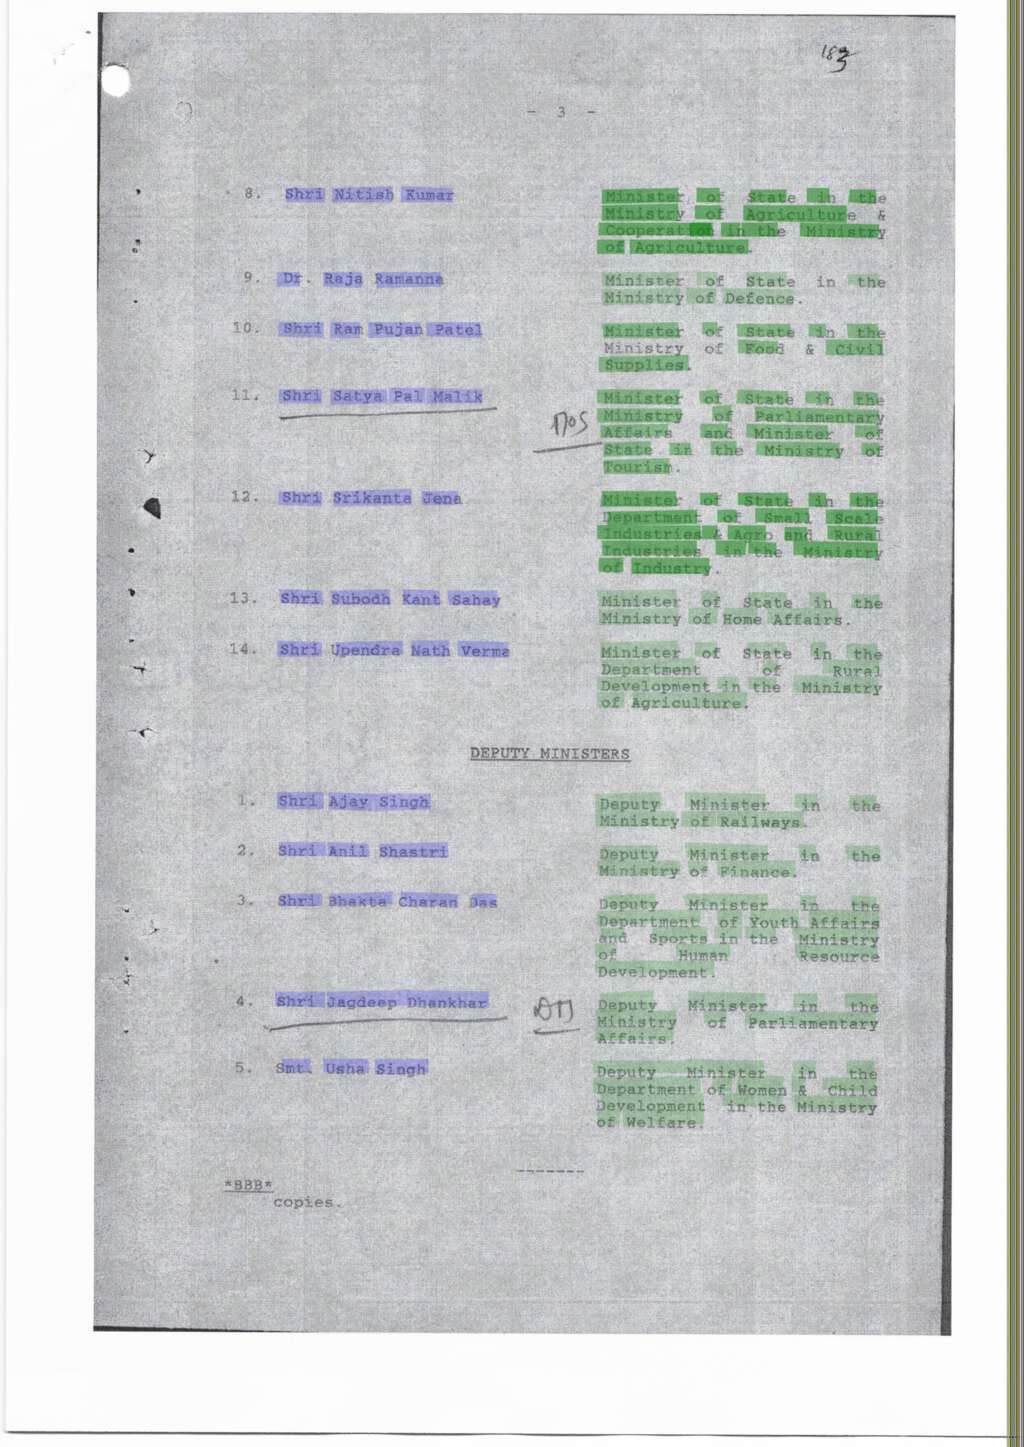 183
- 3 -
8. Shri Nitish Kumar Minister of State in the
Ministry of Agriculture &
Cooperation in the Ministry
of Agriculture.
9. Dr. Raja Ramanna Minister of State in the
Ministry of Defence.
10. Shri Ram Pujan Patel Minister of State in the
Ministry of Food & Civil
Supplies.
11. Shri Satya Pal Malik Minister of State in the
Ministry of Parliamentary
Affairs and Minister of
State in the Ministry of
Tourism.
MOS
12. Shri Srikanta Jena Minister of State in the
Department of Small Scale
Industries & Agro and Rural
Industries in the Ministry
of Industry.
13. Shri Subodh Kant Sahay Minister of State in the
Ministry of Home Affairs.
14. Shri Upendra Nath Verma Minister of State in the
Department of Rural
Development in the Ministry
of Agriculture.
DEPUTY MINISTERS
1. Shri Ajay Singh Deputy Minister in the
Ministry of Railways.
2. Shri Anil Shastri Deputy Minister in the
Ministry of Finance.
3. Shri Bhakta Charan Das Deputy Minister in the
Department of Youth Affairs
and Sports in the Ministry
of Human Resource
Development.
4. Shri Jagdeep Dhankhar Deputy Minister in the
Ministry of Parliamentary
Affairs.
5. Smt. Usha Singh Deputy Minister in the
Department of Women & Child
Development in the Ministry
of Welfare.
-------
*BBB*
copies.